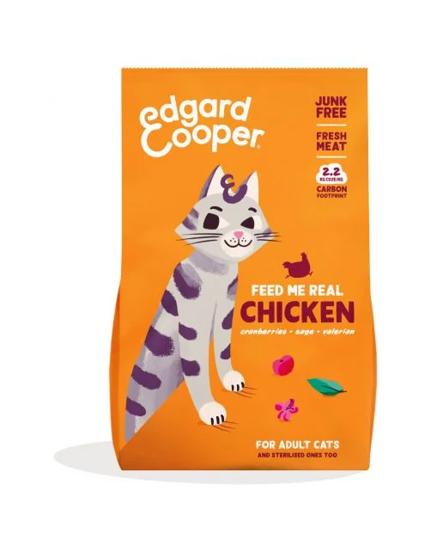 edgard
Cooper®
JUNK
FREE
FRESH
MEAT
2.2
CARBON
FOOTPRINT
FEED ME REAL
CHICKEN
cranberries • sage • valerian
FOR ADULT CATS
AND STERILISED ONES TOO